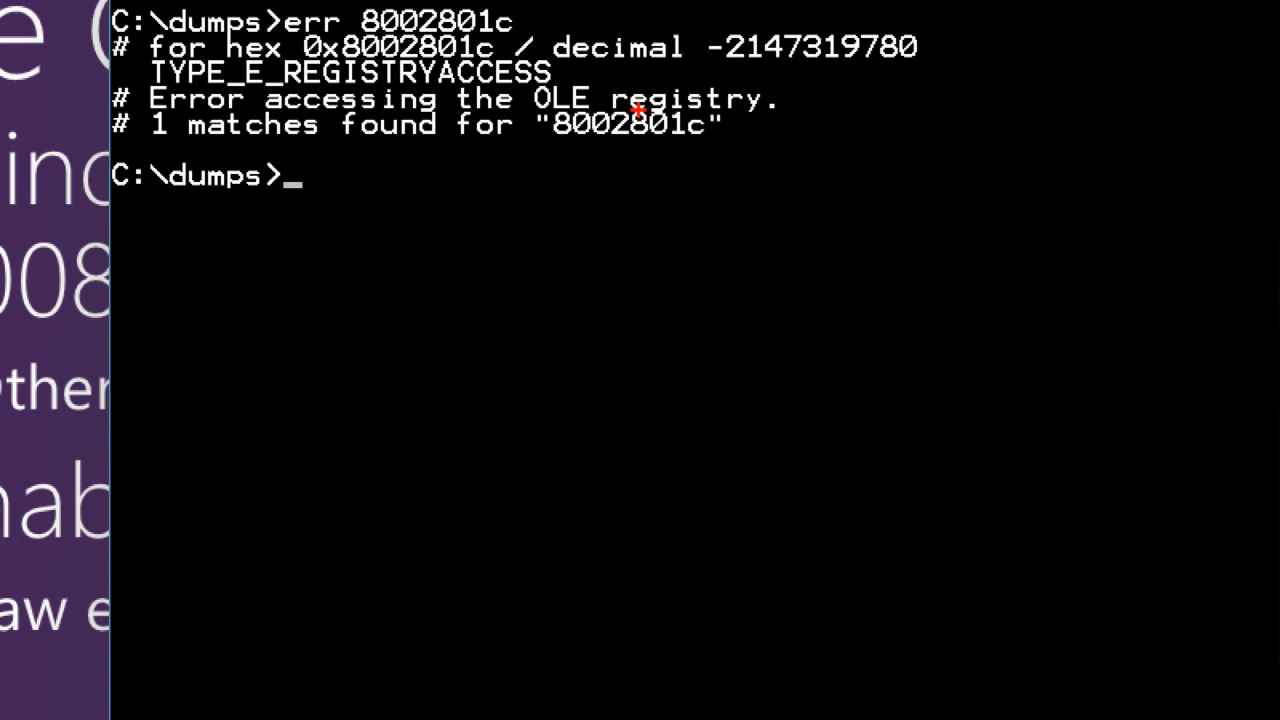 C:\dumps>err 8002801c
# for hex 0x8002801c / decimal -2147319780
TYPE_E_REGISTRYACCESS
# Error accessing the OLE registry.
# 1 matches found for "8002801c"
C:\dumps>_
008